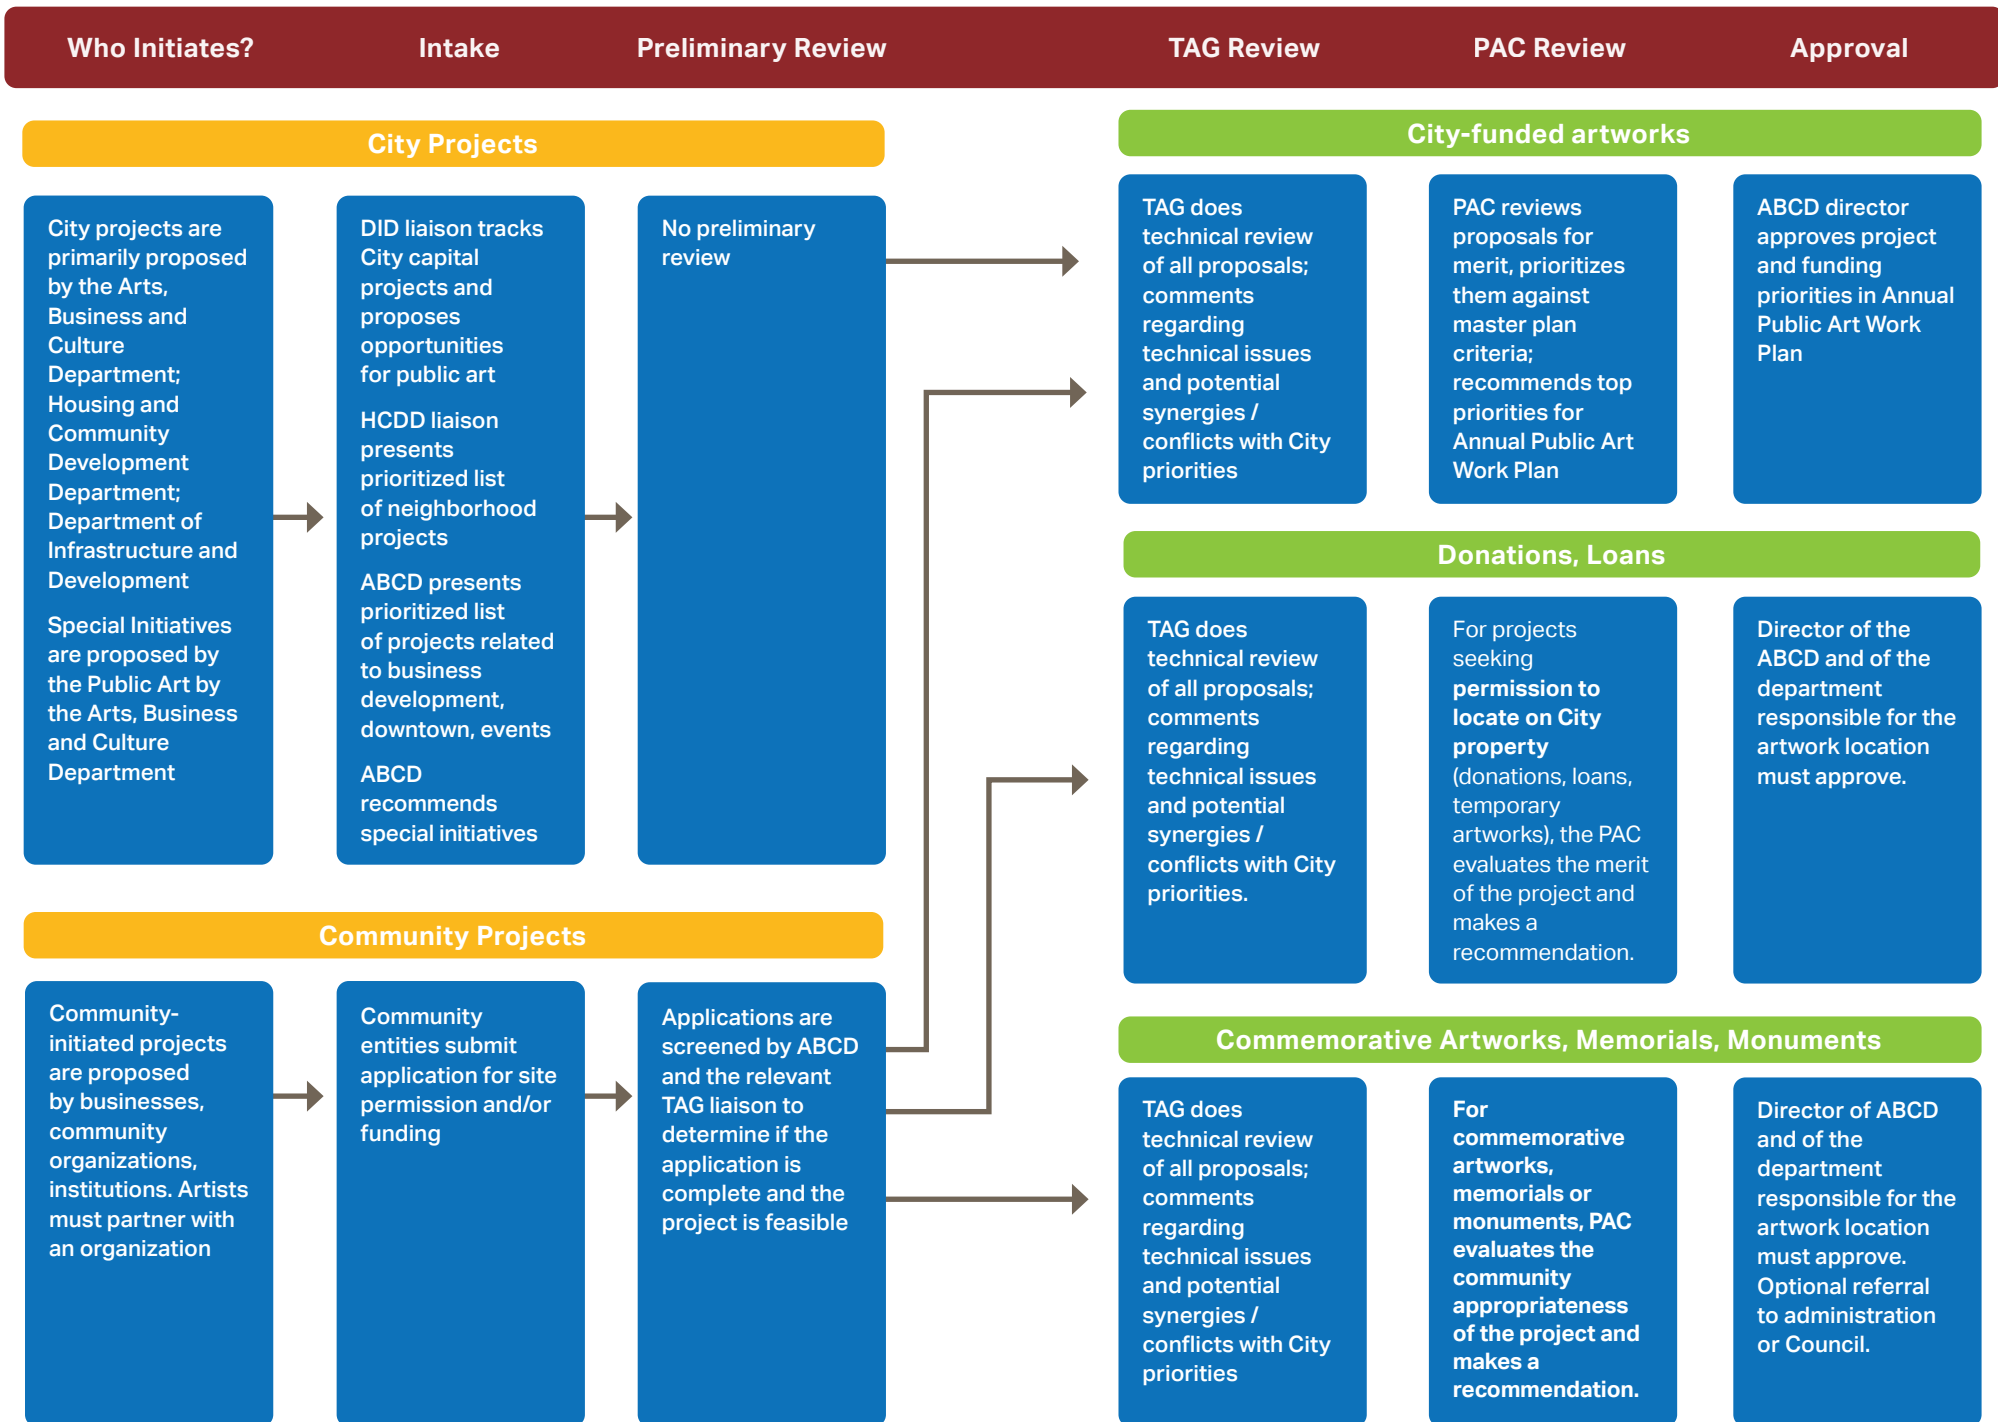 Who Initiates?
Intake
Preliminary Review
TAG Review
PAC Review
Approval
City Projects
City projects are
primarily proposed
by the Arts,
Business and
Culture
Department;
Housing and
Community
Development
Department;
Department of
Infrastructure and
Development
Special Initiatives
are proposed by
the Public Art by
the Arts, Business
and Culture
Department
DID liaison tracks
City capital
projects and
proposes
opportunities
for public art
HCDD liaison
presents
prioritized list
of neighborhood
projects
ABCD presents
prioritized list
of projects related
to business
development,
downtown, events
ABCD
recommends
special initiatives
No preliminary
review
Community Projects
Community-
initiated projects
are proposed
by businesses,
community
organizations,
institutions. Artists
must partner with
an organization
Community
entities submit
application for site
permission and/or
funding
Applications are
screened by ABCD
and the relevant
TAG liaison to
determine if the
application is
complete and the
project is feasible
City-funded artworks
TAG does
technical review
of all proposals;
comments
regarding
technical issues
and potential
synergies /
conflicts with City
priorities
PAC reviews
proposals for
merit, prioritizes
them against
master plan
criteria;
recommends top
priorities for
Annual Public Art
Work Plan
ABCD director
approves project
and funding
priorities in Annual
Public Art Work
Plan
Donations, Loans
TAG does
technical review
of all proposals;
comments
regarding
technical issues
and potential
synergies /
conflicts with City
priorities.
For projects
seeking
permission to
locate on City
property
(donations, loans,
temporary
artworks), the PAC
evaluates the merit
of the project and
makes a
recommendation.
Director of the
ABCD and of the
department
responsible for the
artwork location
must approve.
Commemorative Artworks, Memorials, Monuments
TAG does
technical review
of all proposals;
comments
regarding
technical issues
and potential
synergies /
conflicts with City
priorities
For
commemorative
artworks,
memorials or
monuments, PAC
evaluates the
community
appropriateness
of the project and
makes a
recommendation.
Director of ABCD
and of the
department
responsible for the
artwork location
must approve.
Optional referral
to administration
or Council.